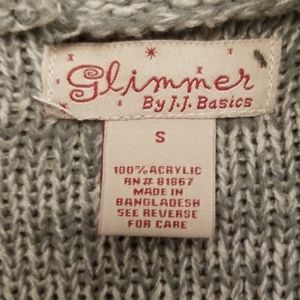 Glimmer
By J.J. Basics
S
100% ACRYLIC
RN# 81867
MADE IN
BANGLADESH
SEE REVERSE
FOR CARE